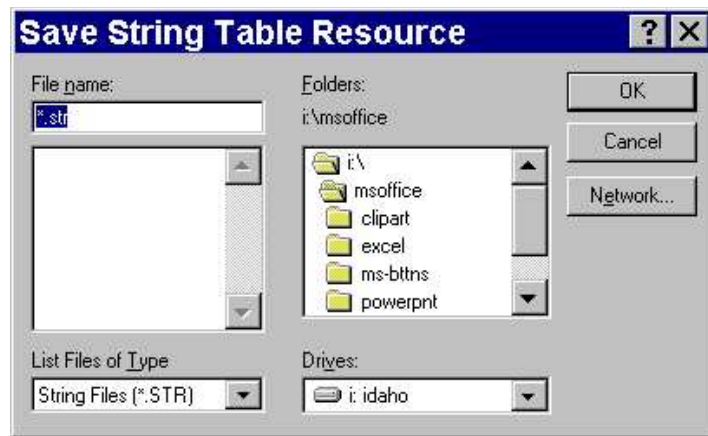 Save String Table Resource
File name:
*.str
Folders:
i:\msoffice
i:\
msoffice
clipart
excel
ms-bttns
powerpnt
OK
Cancel
Network...
List Files of Type
String Files (*.STR)
Drives:
i: idaho